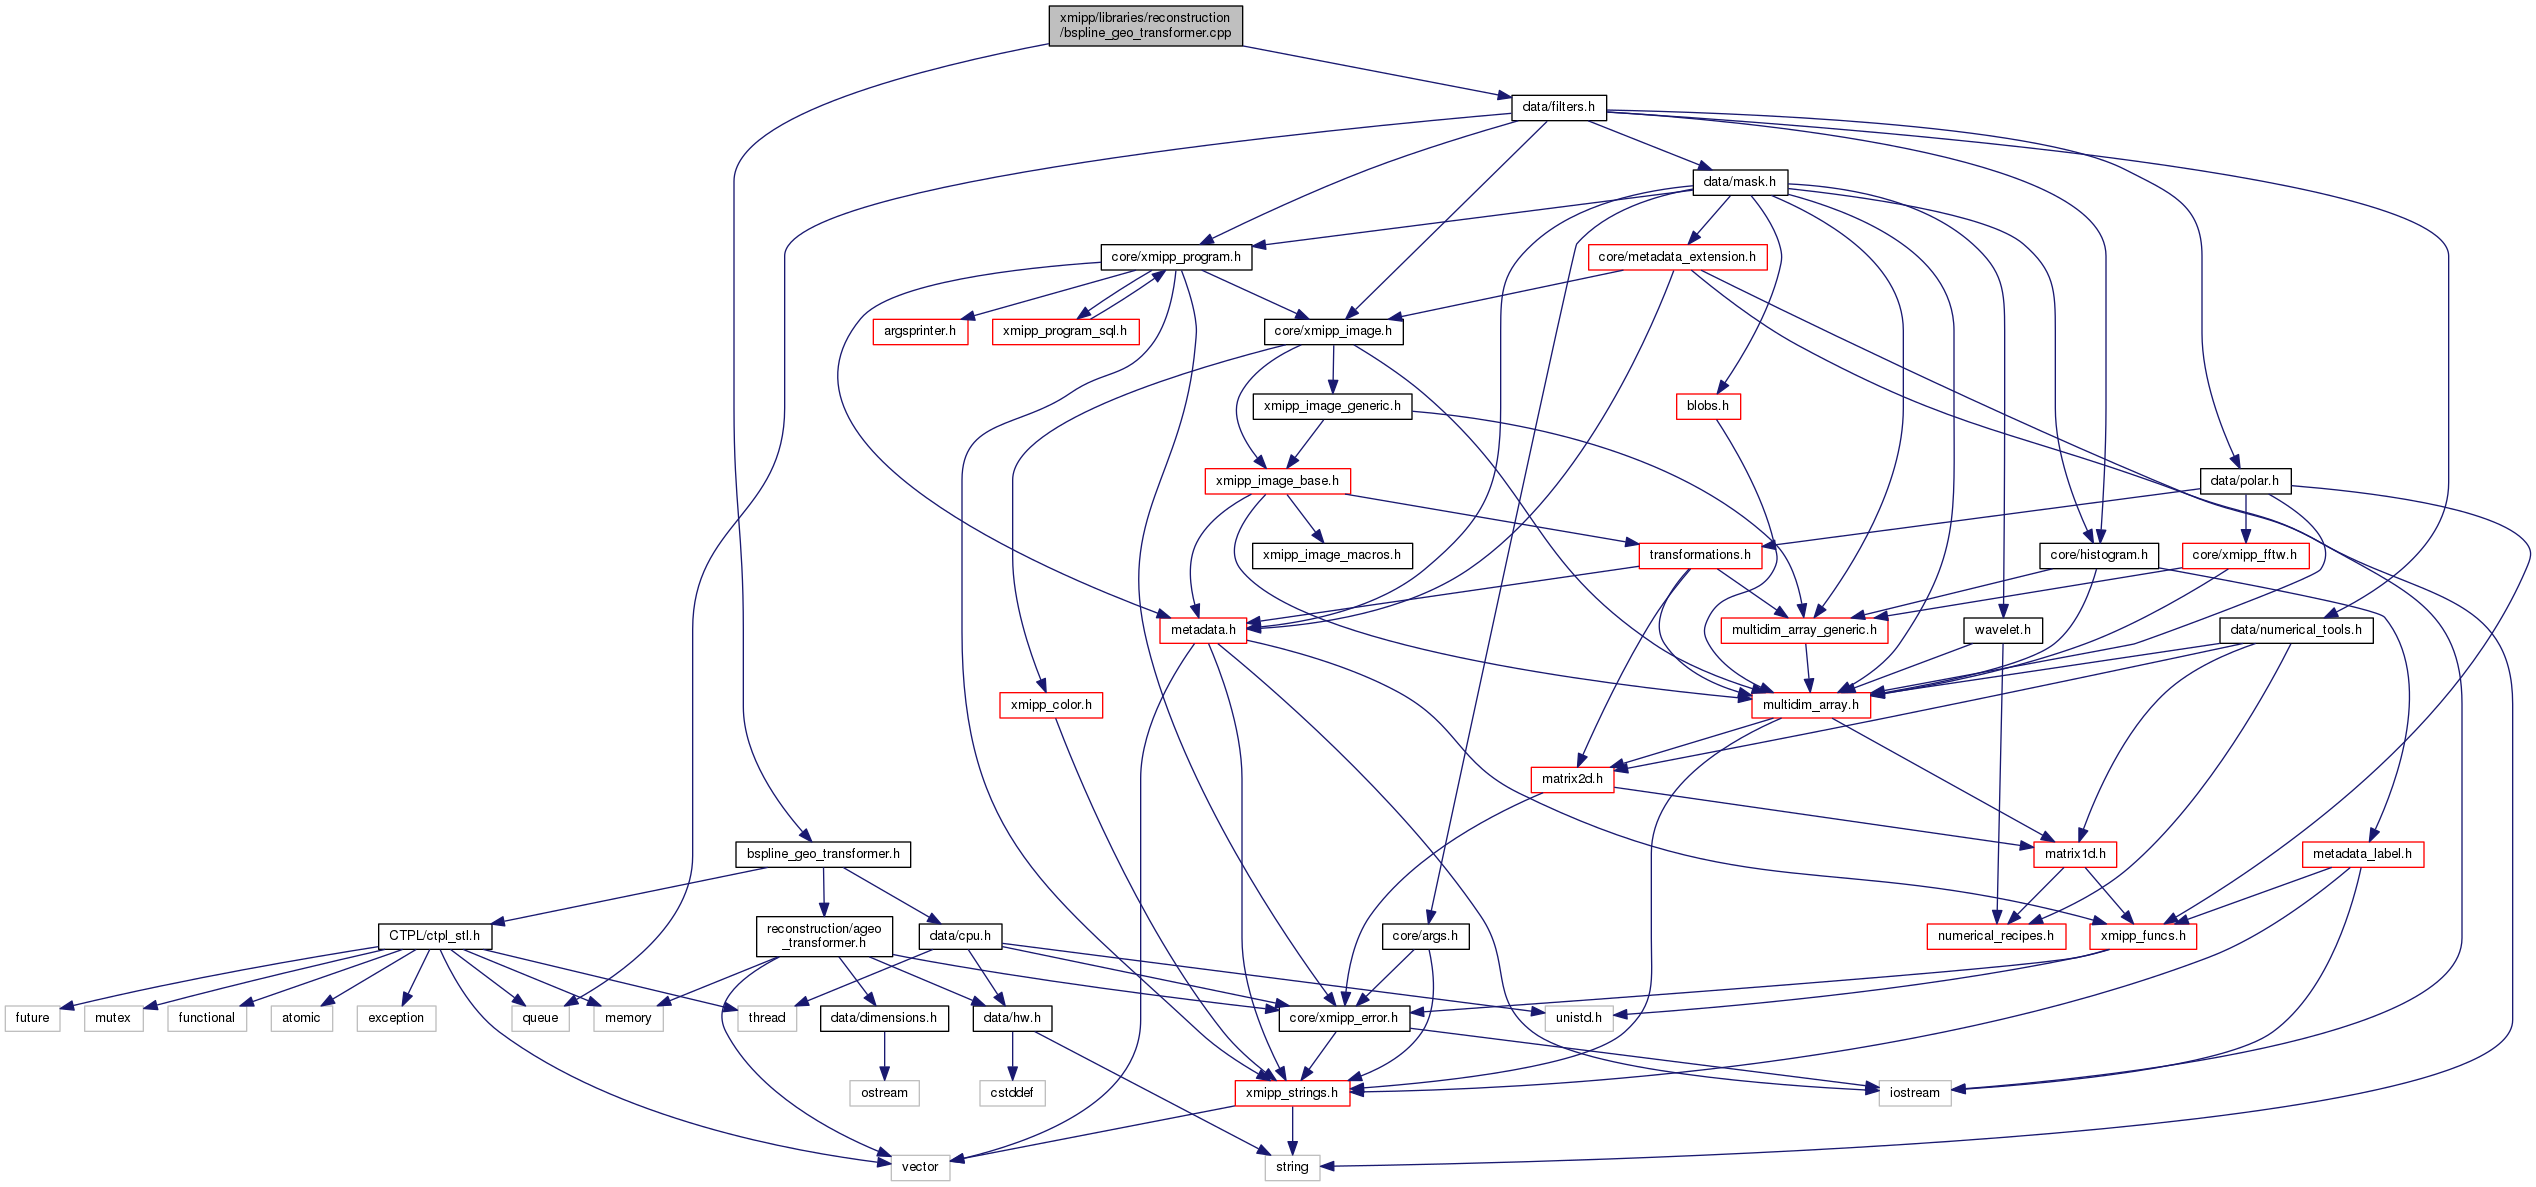 xmipp/libraries/reconstruction
/bspline_geo_transformer.cpp
data/filters.h
data/mask.h
core/xmipp_program.h
core/metadata_extension.h
argsprinter.h
xmipp_program_sql.h
core/xmipp_image.h
xmipp_image_generic.h
blobs.h
xmipp_image_base.h
data/polar.h
xmipp_image_macros.h
transformations.h
core/histogram.h
core/xmipp_fftw.h
metadata.h
multidim_array_generic.h
wavelet.h
data/numerical_tools.h
xmipp_color.h
multidim_array.h
matrix2d.h
bspline_geo_transformer.h
matrix1d.h
metadata_label.h
CTPL/ctpl_stl.h
reconstruction/ageo
_transformer.h
data/cpu.h
core/args.h
numerical_recipes.h
xmipp_funcs.h
future
mutex
functional
atomic
exception
queue
memory
thread
data/dimensions.h
data/hw.h
core/xmipp_error.h
unistd.h
ostream
cstddef
xmipp_strings.h
iostream
vector
string